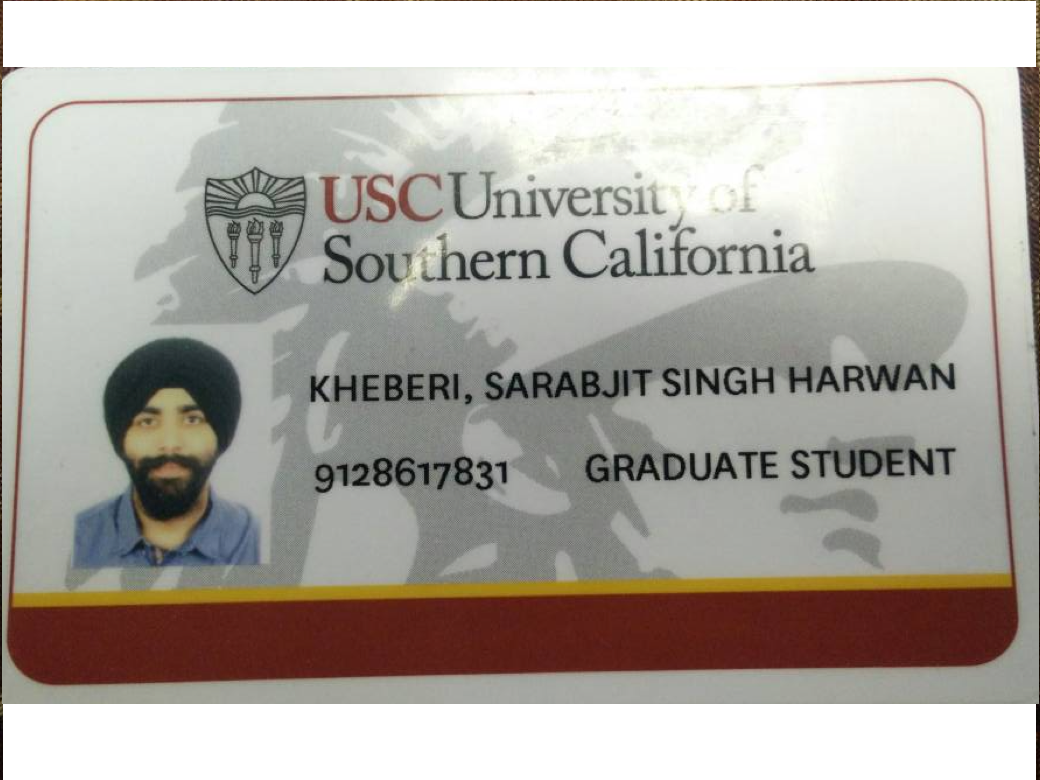 USC University of
Southern California
KHEBERI, SARABJIT SINGH HARWAN
9128617831 GRADUATE STUDENT